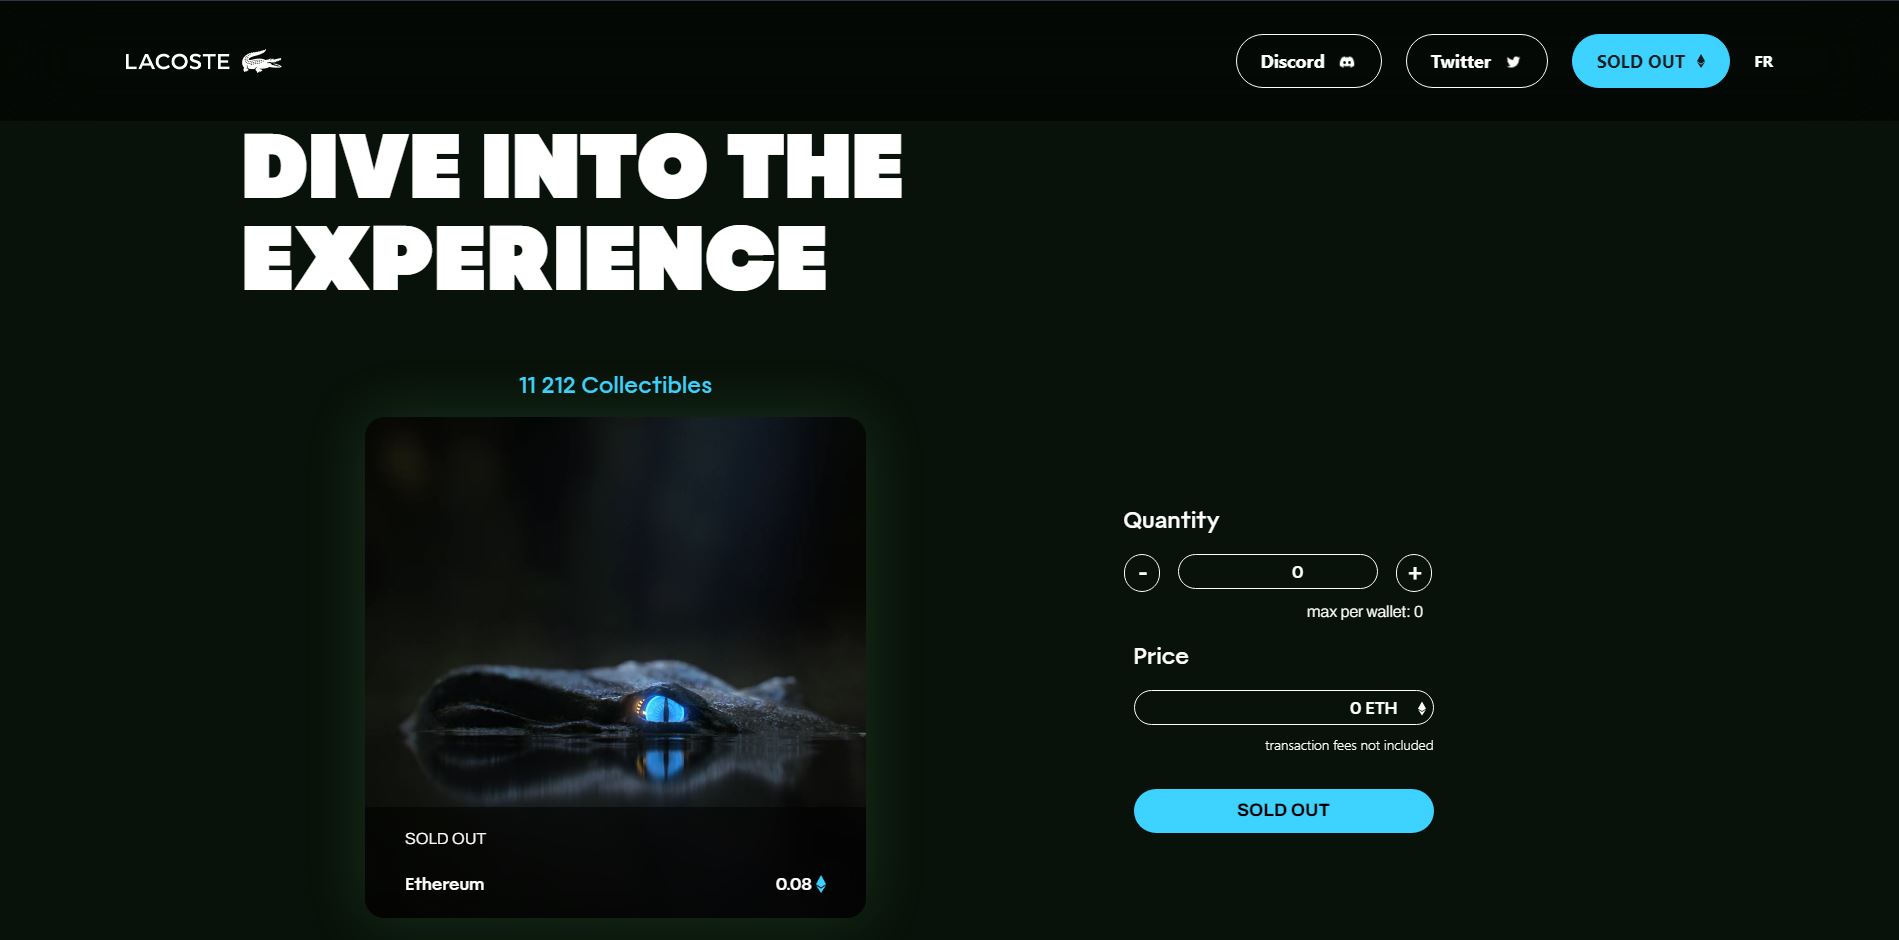 LACOSTE
Discord
Twitter
SOLD OUT
FR
DIVE INTO THE
EXPERIENCE
11 212 Collectibles
SOLD OUT
Ethereum
0.08
Quantity
-
0
+
max per wallet: 0
Price
0 ETH
transaction fees not included
SOLD OUT